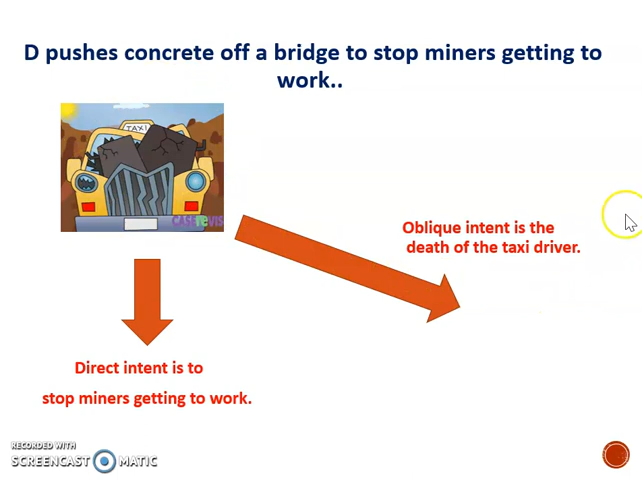 D pushes concrete off a bridge to stop miners getting to
work..
TAXI
CASEREVIS
Oblique intent is the
death of the taxi driver.
Direct intent is to
stop miners getting to work.
RECORDED WITH
SCREENCAST MATIC